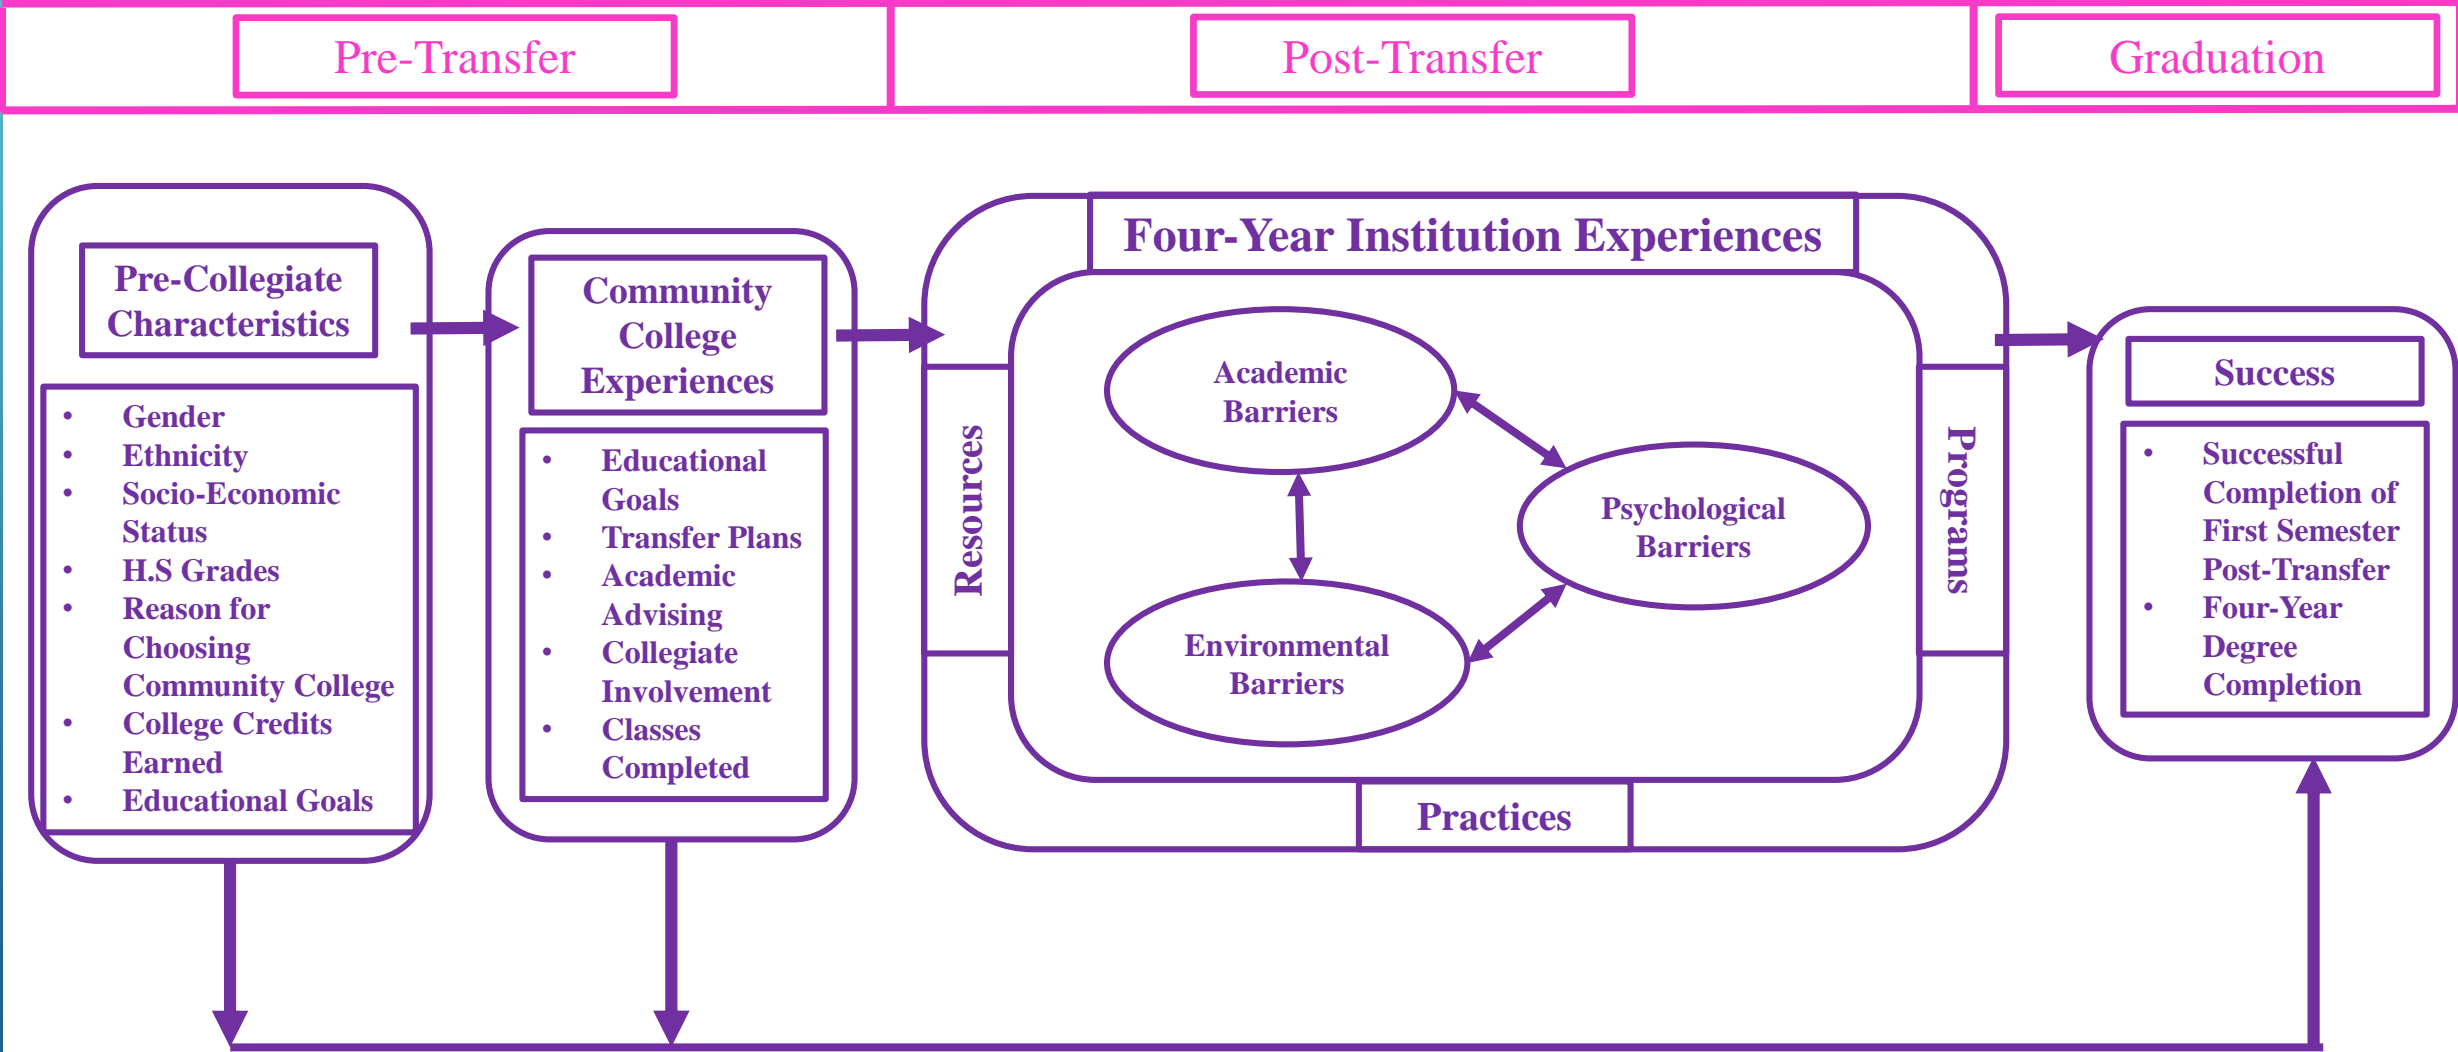 Pre-Transfer
Post-Transfer
Graduation
Pre-Collegiate
Characteristics
• Gender
• Ethnicity
• Socio-Economic
Status
• H.S Grades
• Reason for
Choosing
Community College
• College Credits
Earned
• Educational Goals
Community
College
Experiences
• Educational
Goals
• Transfer Plans
• Academic
Advising
• Collegiate
Involvement
• Classes
Completed
Four-Year Institution Experiences
Resources
Academic
Barriers
Psychological
Barriers
Environmental
Barriers
Programs
Practices
Success
• Successful
Completion of
First Semester
Post-Transfer
• Four-Year
Degree
Completion